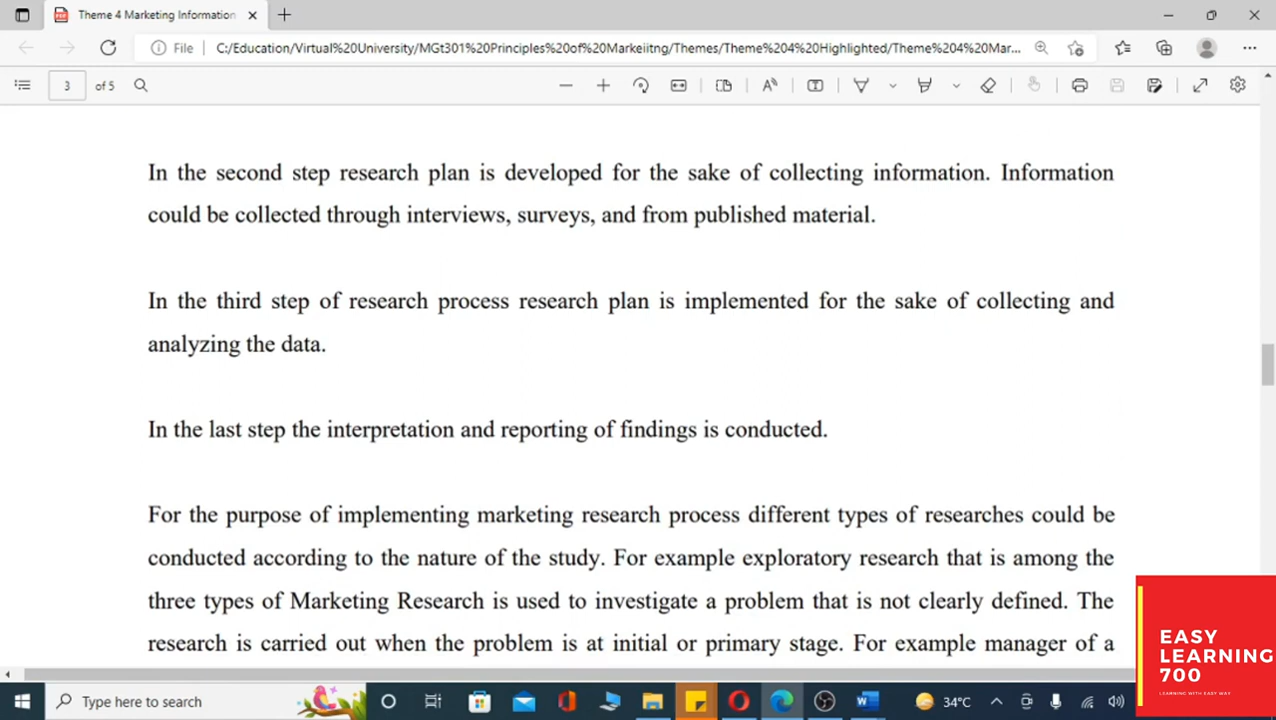 Theme 4 Marketing Information
File
C:/Education/Virtual%20University/MGt301%20Principles%20of%20Markeiitng/Themes/Theme%204%20Highlighted/Theme%204%20Mar...
3 of 5
In the second step research plan is developed for the sake of collecting information. Information
could be collected through interviews, surveys, and from published material.
In the third step of research process research plan is implemented for the sake of collecting and
analyzing the data.
In the last step the interpretation and reporting of findings is conducted.
For the purpose of implementing marketing research process different types of researches could be
conducted according to the nature of the study. For example exploratory research that is among the
three types of Marketing Research is used to investigate a problem that is not clearly defined. The
research is carried out when the problem is at initial or primary stage. For example manager of a
EASY
LEARNING
700
LEARNING WITH EASY WAY
Type here to search
34°C